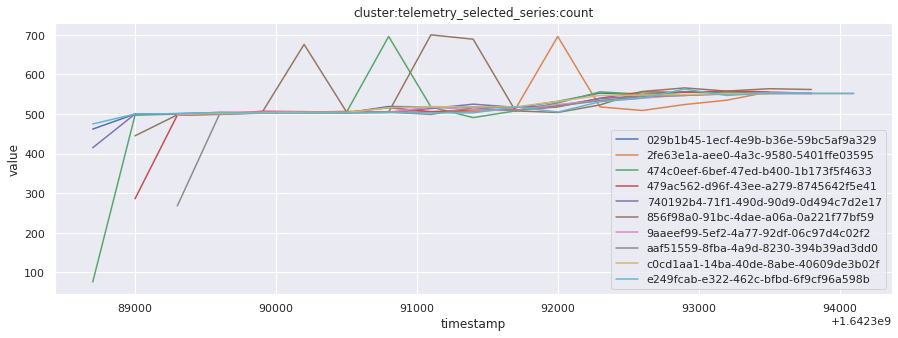 cluster:telemetry_selected_series:count
value
700
600
500
400
300
200
100
029b1b45-1ecf-4e9b-b36e-59bc5af9a329
2fe63e1a-aee0-4a3c-9580-5401ffe03595
474c0eef-6bef-47ed-b400-1b173f5f4633
479ac562-d96f-43ee-a279-8745642f5e41
740192b4-71f1-490d-90d9-0d494c7d2e17
856f98a0-91bc-4dae-a06a-0a221f77bf59
9aaeef99-5ef2-4a77-92df-06c97d4c02f2
aaf51559-8fba-4a9d-8230-394b39ad3dd0
c0cd1aa1-14ba-40de-8abe-40609de3b02f
e249fcab-e322-462c-bfbd-6f9cf96a598b
89000 90000 91000 92000 93000 94000
timestamp
+1.6423e9